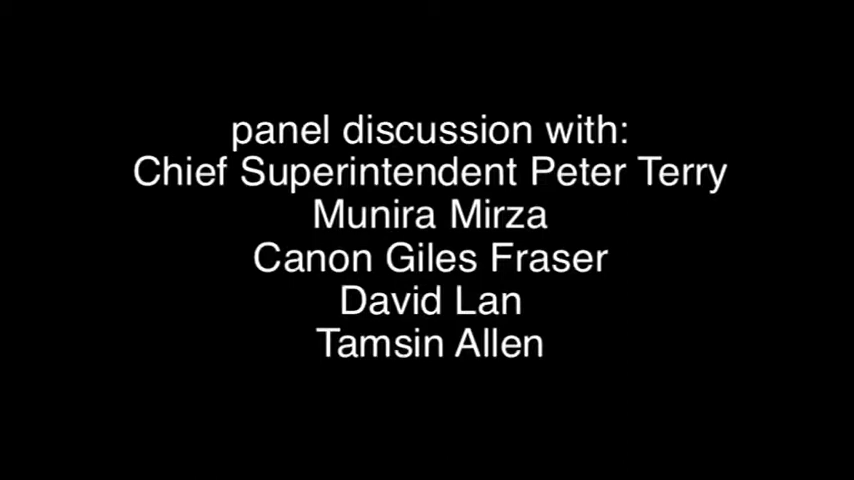 panel discussion with:
Chief Superintendent Peter Terry
Munira Mirza
Canon Giles Fraser
David Lan
Tamsin Allen